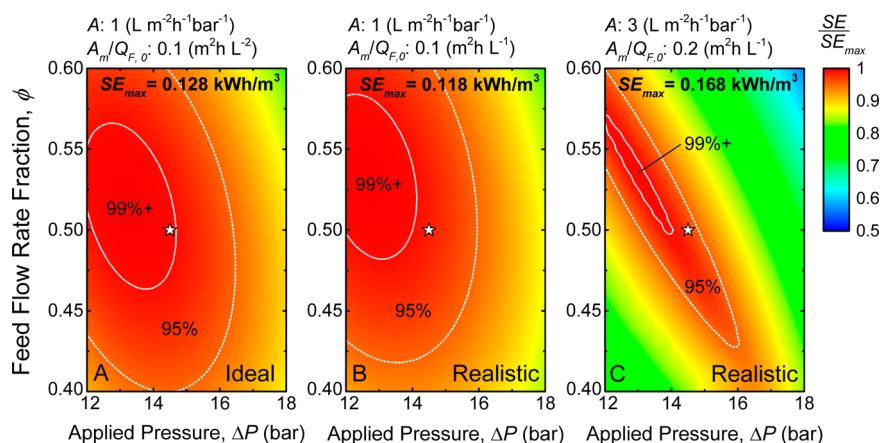 A: 1 (L m⁻²h⁻¹bar⁻¹)
A_m/Q_F,0: 0.1 (m²h L⁻²)
A: 1 (L m⁻²h⁻¹bar⁻¹)
A_m/Q_F,0: 0.1 (m²h L⁻¹)
A: 3 (L m⁻²h⁻¹bar⁻¹)
A_m/Q_F,0: 0.2 (m²h L⁻¹)
SE
SE_max
Feed Flow Rate Fraction, ϕ
0.60
0.55
0.50
0.45
0.40
SE_max = 0.128 kWh/m³
99%+
95%
A
Ideal
12 14 16 18
Applied Pressure, ΔP (bar)
0.60
0.55
0.50
0.45
0.40
SE_max = 0.118 kWh/m³
99%+
95%
B
Realistic
12 14 16 18
Applied Pressure, ΔP (bar)
0.60
0.55
0.50
0.45
0.40
SE_max = 0.168 kWh/m³
99%+
95%
C
Realistic
12 14 16 18
Applied Pressure, ΔP (bar)
1
0.9
0.8
0.7
0.6
0.5